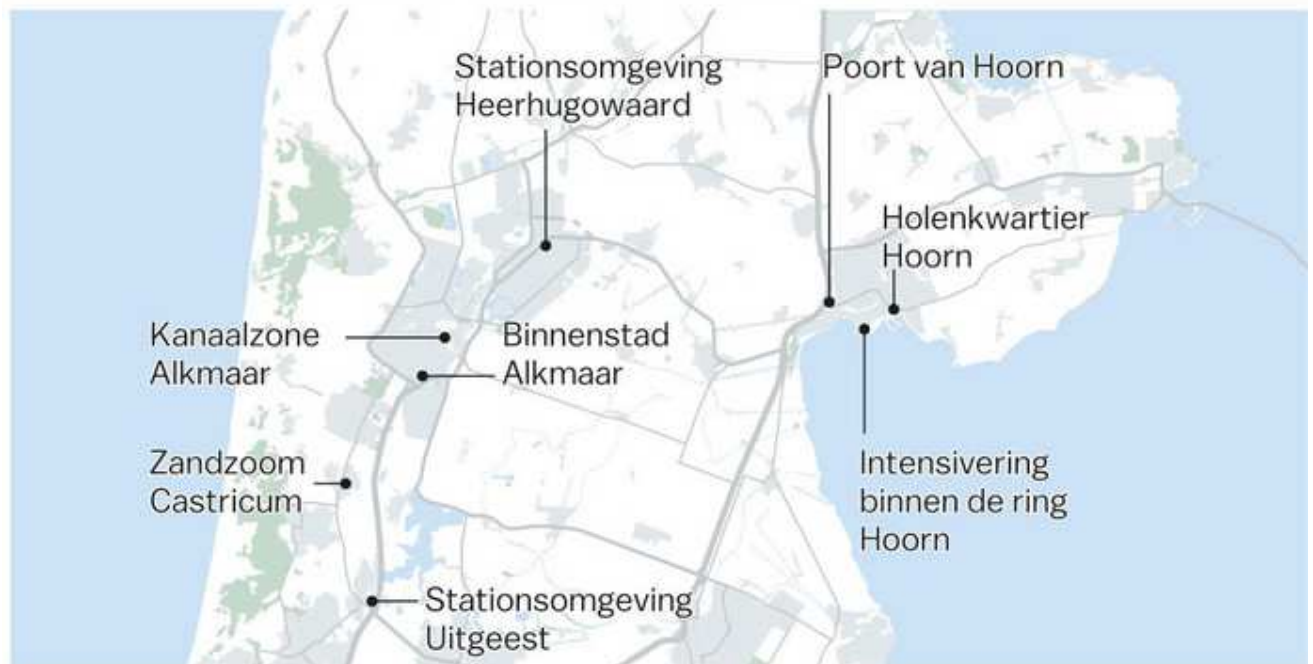 Stationsomgeving
Heerhugowaard
Poort van Hoorn
Holenkwartier
Hoorn
Kanaalzone
Alkmaar
Binnenstad
Alkmaar
Zandzoom
Castricum
Intensivering
binnen de ring
Hoorn
Stationsomgeving
Uitgeest